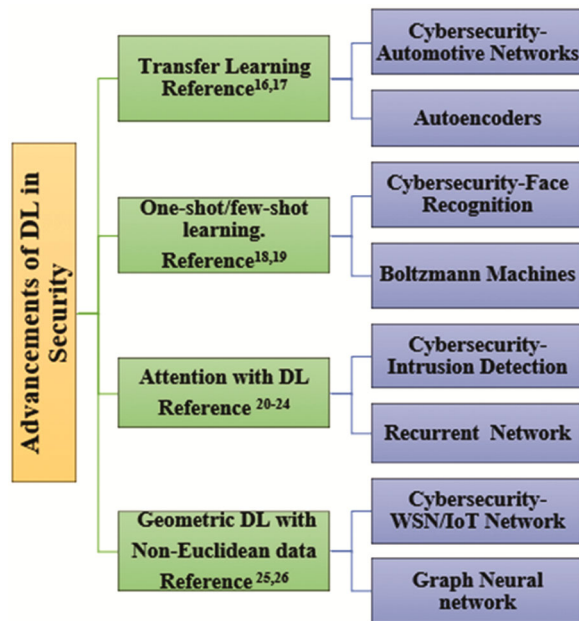 Advancements of DL in
Security
Transfer Learning
Reference16,17
Cybersecurity-
Automotive Networks
Autoencoders
One-shot/few-shot
learning.
Reference18,19
Cybersecurity-Face
Recognition
Boltzmann Machines
Attention with DL
Reference 20-24
Cybersecurity-
Intrusion Detection
Recurrent Network
Geometric DL with
Non-Euclidean data
Reference 25,26
Cybersecurity-
WSN/IoT Network
Graph Neural
network